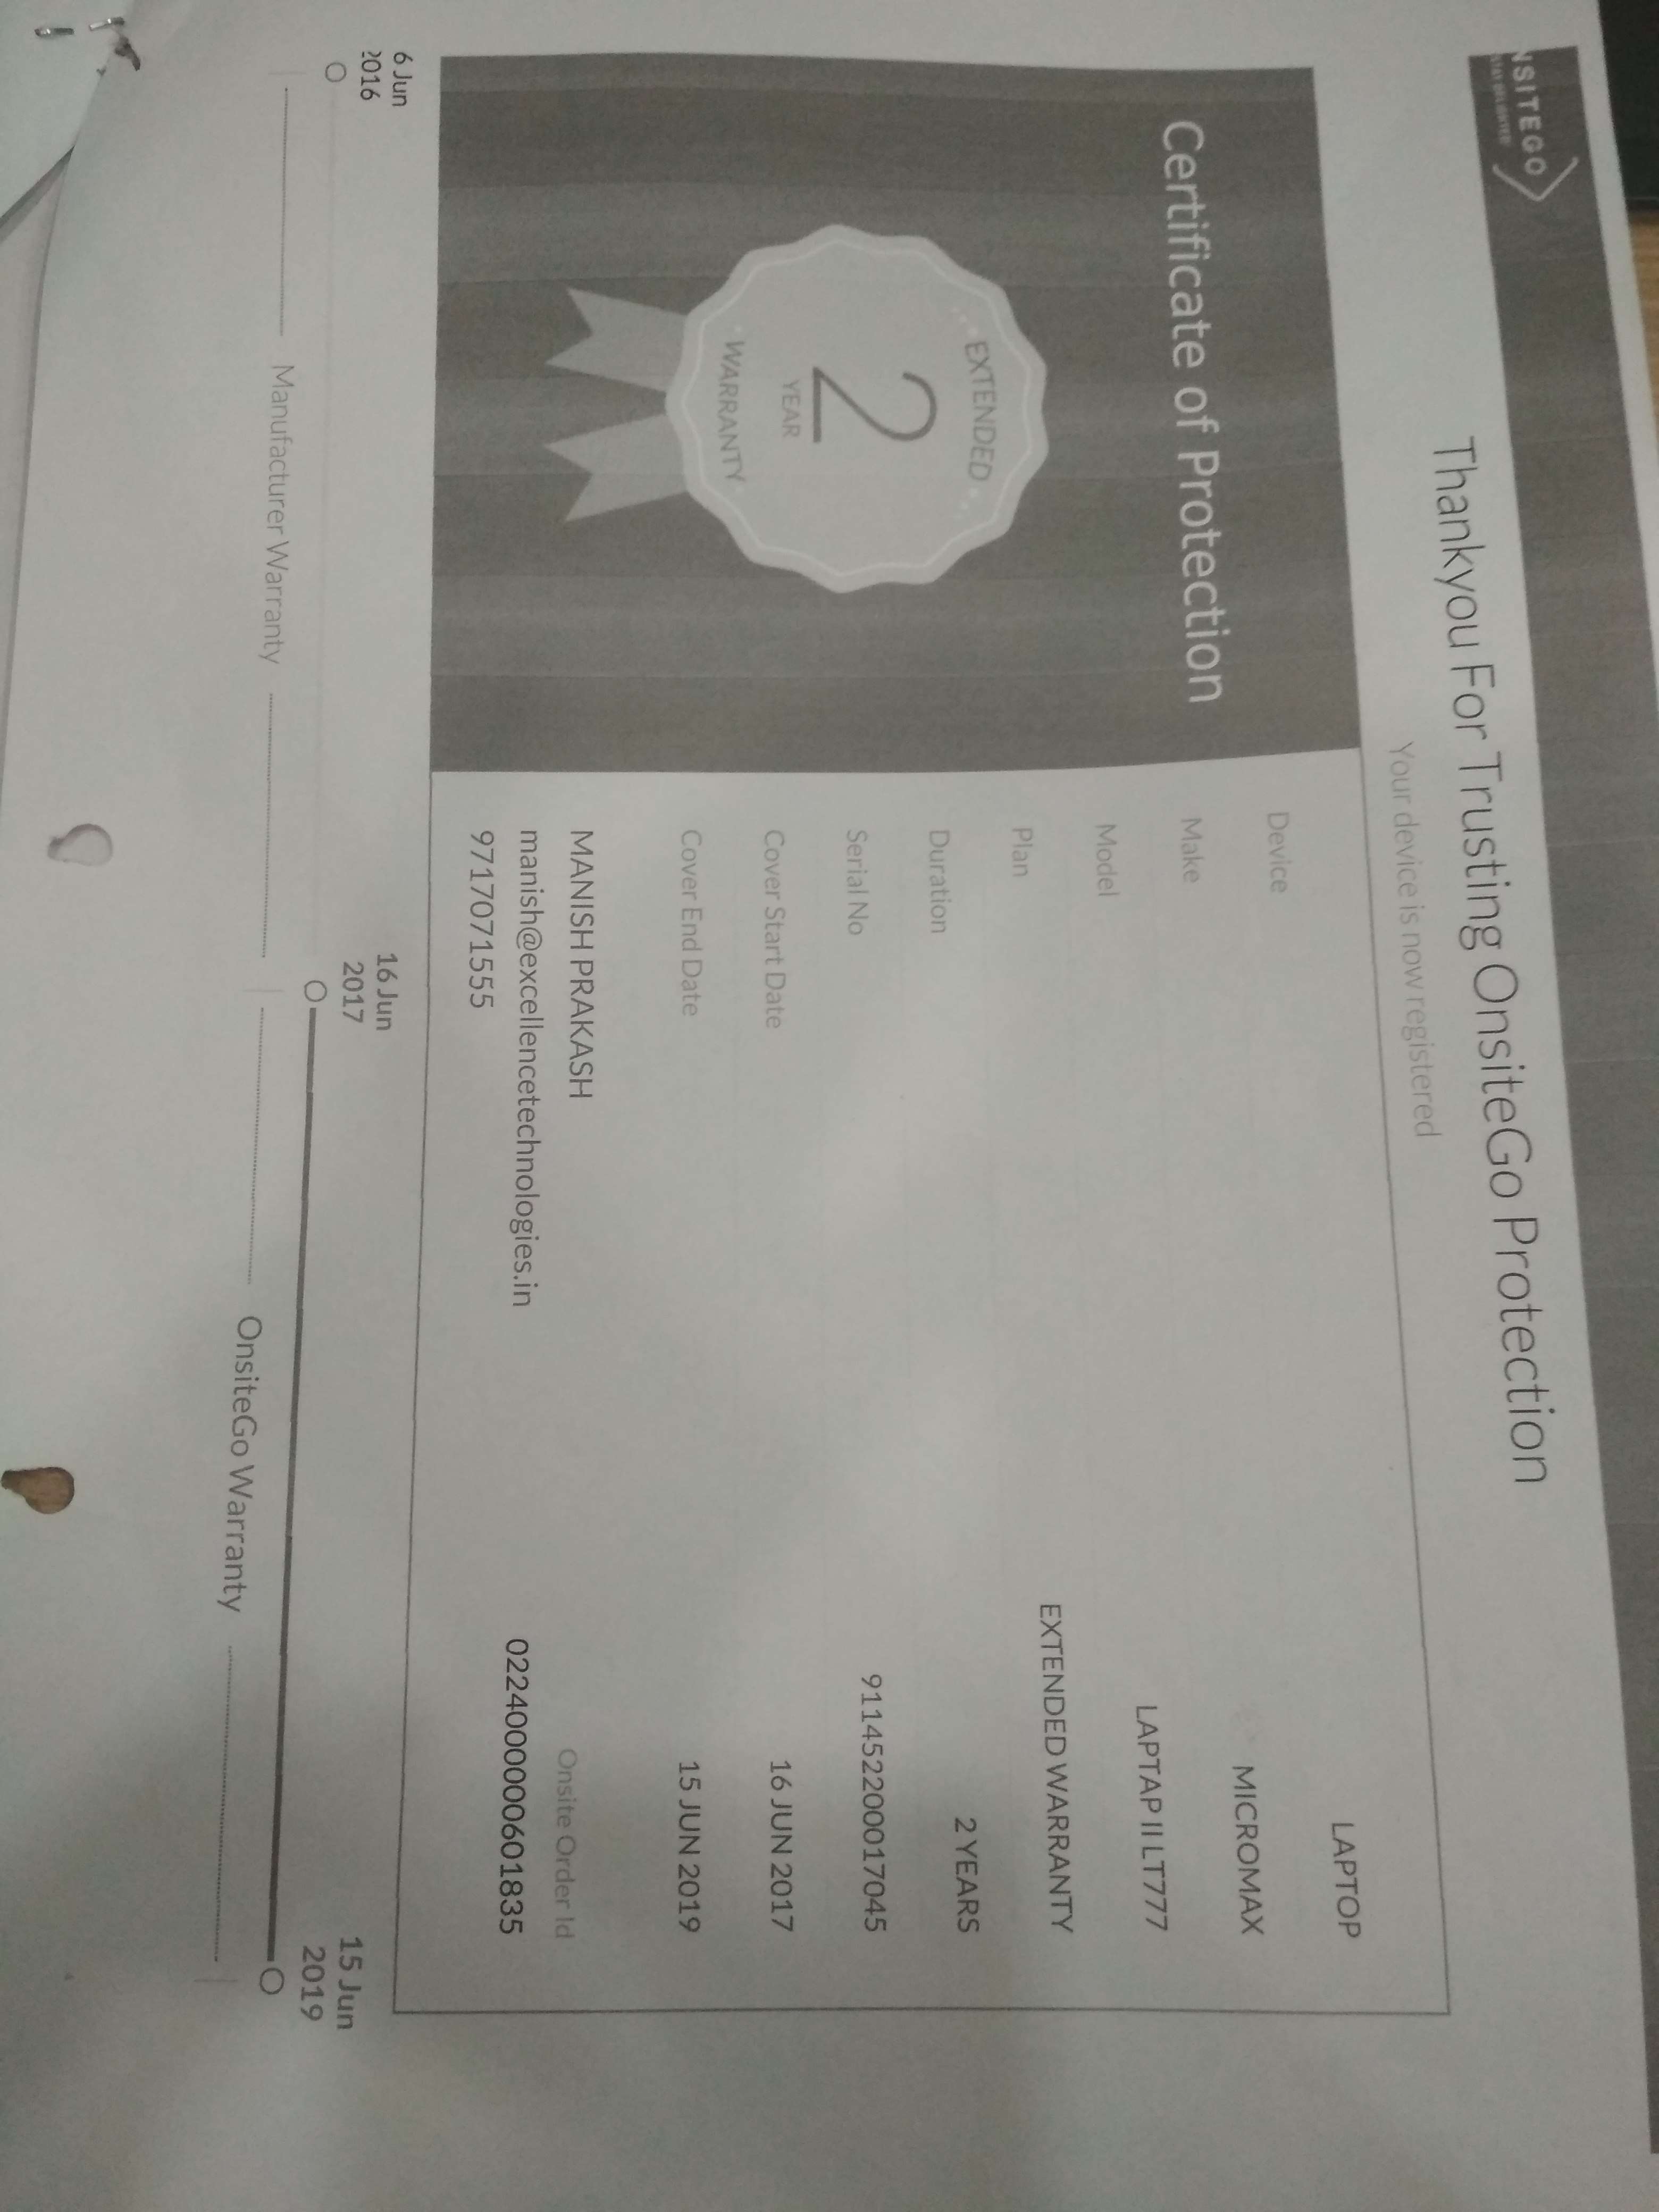 NSITEGO
Thankyou For Trusting OnsiteGo Protection
Your device is now registered
Certificate of Protection
EXTENDED
2
YEAR
WARRANTY
Device LAPTOP
Make MICROMAX
Model LAPTAP II LT777
Plan EXTENDED WARRANTY
Duration 2 YEARS
Serial No 911452200017045
Cover Start Date 16 JUN 2017
Cover End Date 15 JUN 2019
MANISH PRAKASH Onsite Order Id
manish@excellencetechnologies.in 0224000000601835
9717071555
6 Jun 16 Jun 15 Jun
2016 2017 2019
Manufacturer Warranty OnsiteGo Warranty